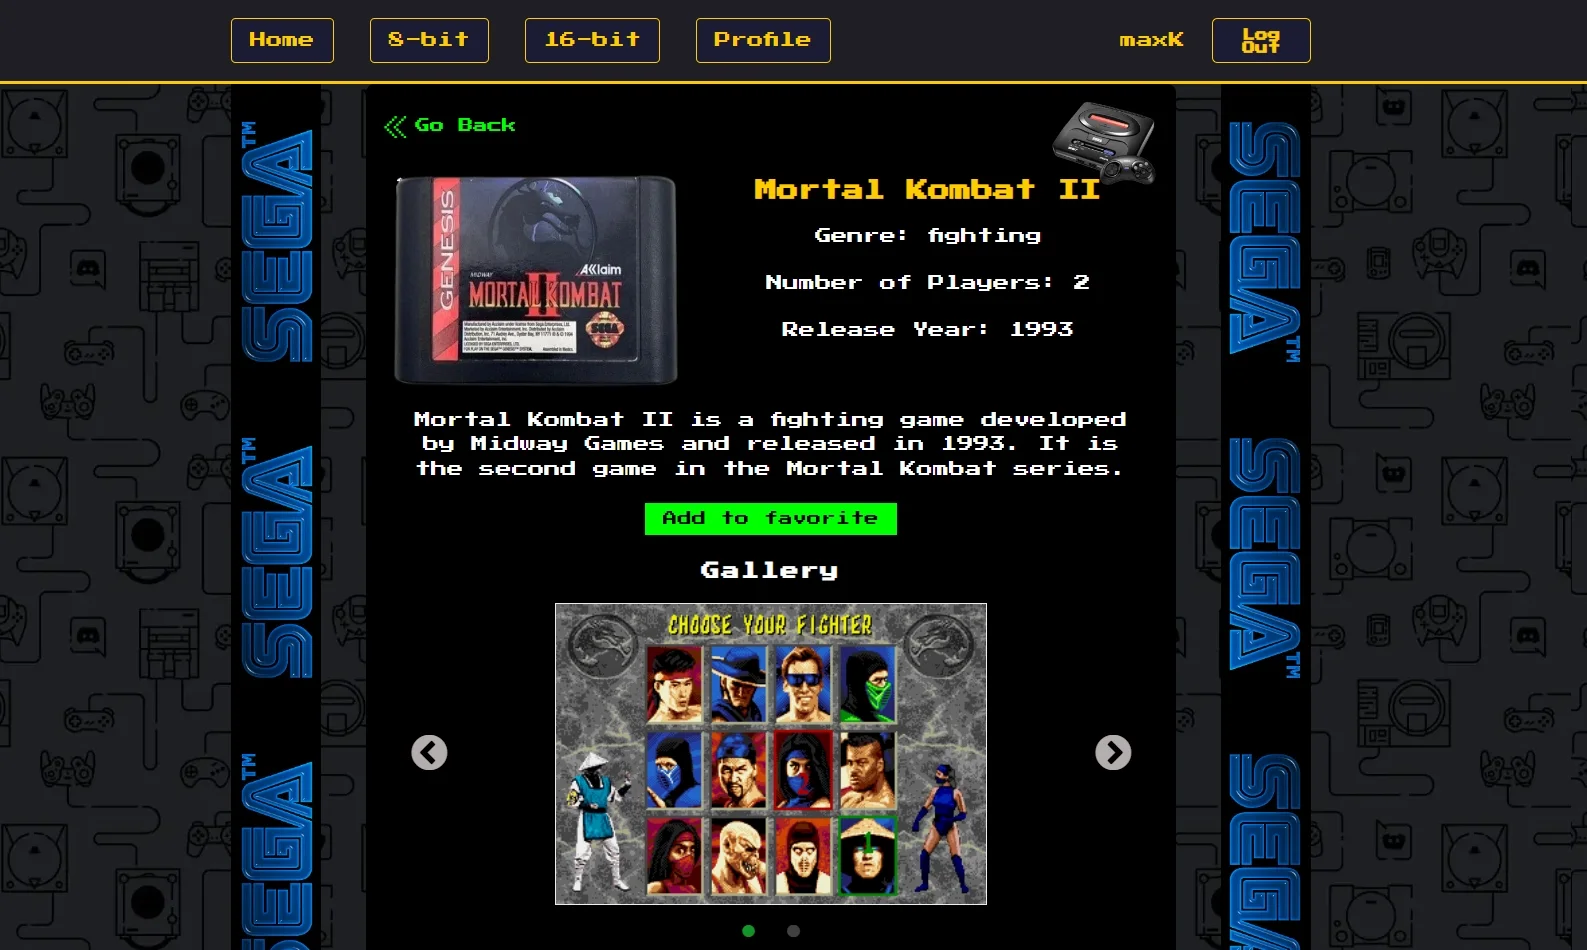 Home
8-bit
16-bit
Profile
maxK
Log Out
Go Back
SEGA™
SEGA™
SEGA™
SEGA™
SEGA™
SEGA
GENESIS
MIDWAY
AKklaim
II
MORTAL KOMBAT
SEGA
Mortal Kombat II
Genre: fighting
Number of Players: 2
Release Year: 1993
Mortal Kombat II is a fighting game developed
by Midway Games and released in 1993. It is
the second game in the Mortal Kombat series.
Add to favorite
Gallery
CHOOSE YOUR FIGHTER